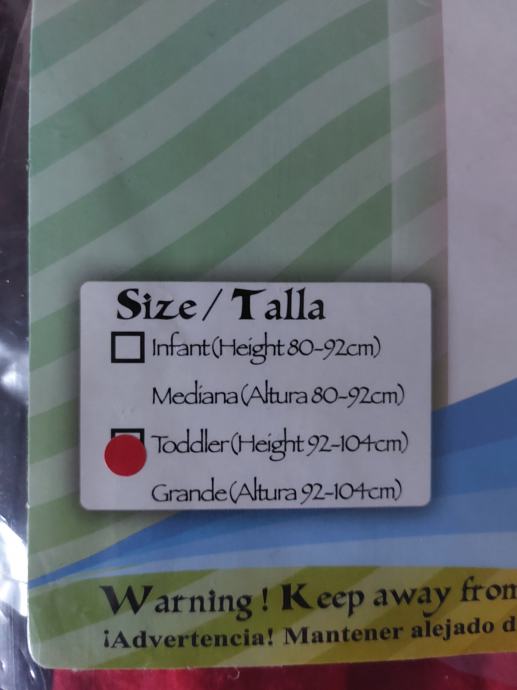 Size / Talla
Infant (Height 80-92cm)
Mediana (Altura 80-92cm)
Toddler (Height 92-104cm)
Grande (Altura 92-104cm)
Warning! Keep away from
¡Advertencia! Mantener alejado d